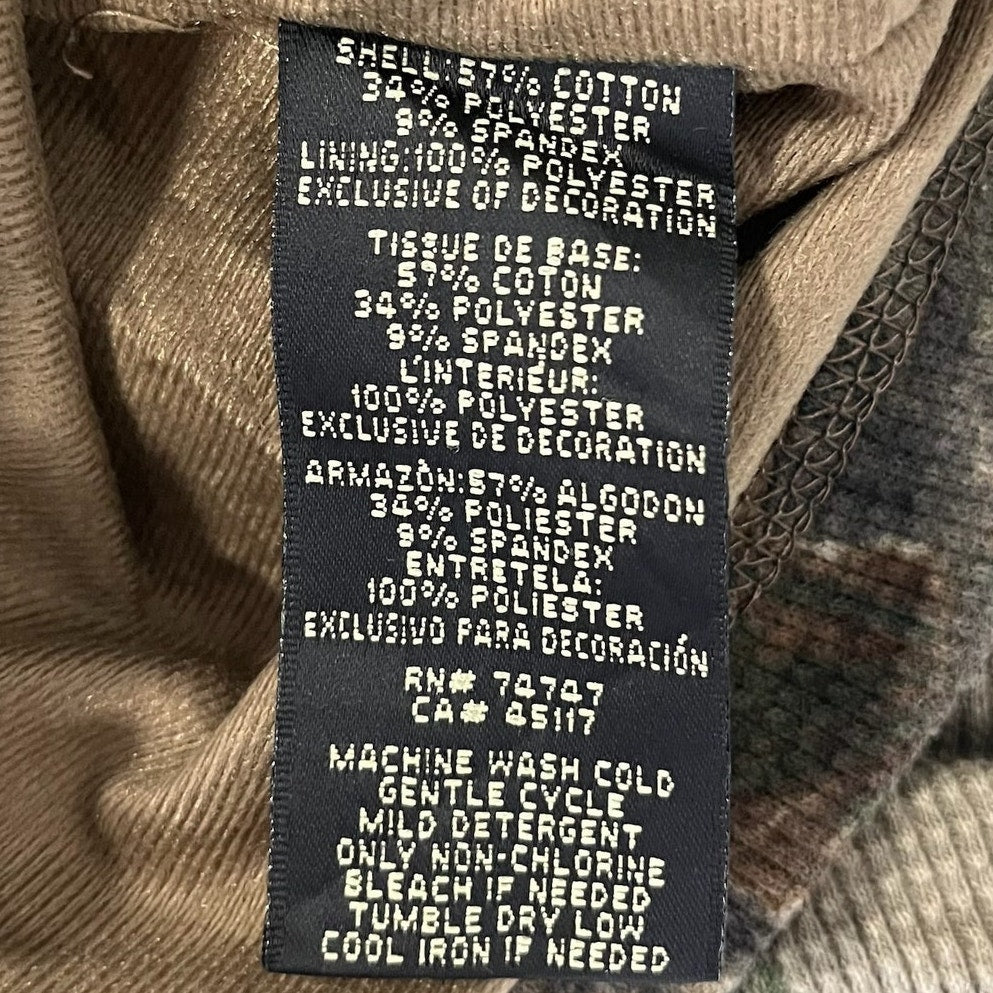 SHELL:57% COTTON
34% POLYESTER
9% SPANDEX
LINING:100% POLYESTER
EXCLUSIVE OF DECORATION
TISSUE DE BASE:
57% COTON
34% POLYESTER
9% SPANDEX
L'INTERIEUR:
100% POLYESTER
EXCLUSIVE DE DECORATION
ARMAZÒN:57% ALGODON
34% POLIESTER
9% SPANDEX
ENTRETELA:
100% POLIESTER
EXCLUSIVO PARA DECORACIÓN
RN# 74747
CA# 45117
MACHINE WASH COLD
GENTLE CYCLE
MILD DETERGENT
ONLY NON-CHLORINE
BLEACH IF NEEDED
TUMBLE DRY LOW
COOL IRON IF NEEDED